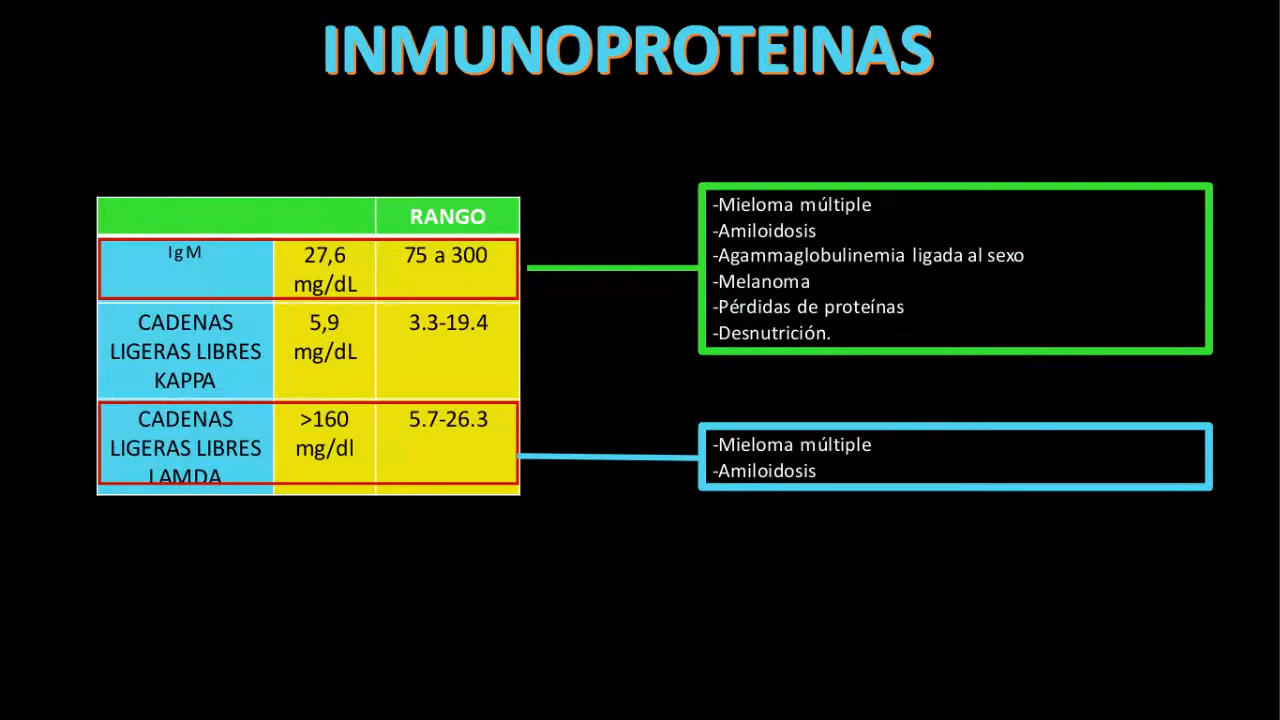 INMUNOPROTEINAS
RANGO
IgM
27,6
mg/dL
75 a 300
CADENAS
LIGERAS LIBRES
KAPPA
5,9
mg/dL
3.3-19.4
CADENAS
LIGERAS LIBRES
LAMDA
>160
mg/dl
5.7-26.3
-Mieloma múltiple
-Amiloidosis
-Agammaglobulinemia ligada al sexo
-Melanoma
-Pérdidas de proteínas
-Desnutrición.
-Mieloma múltiple
-Amiloidosis